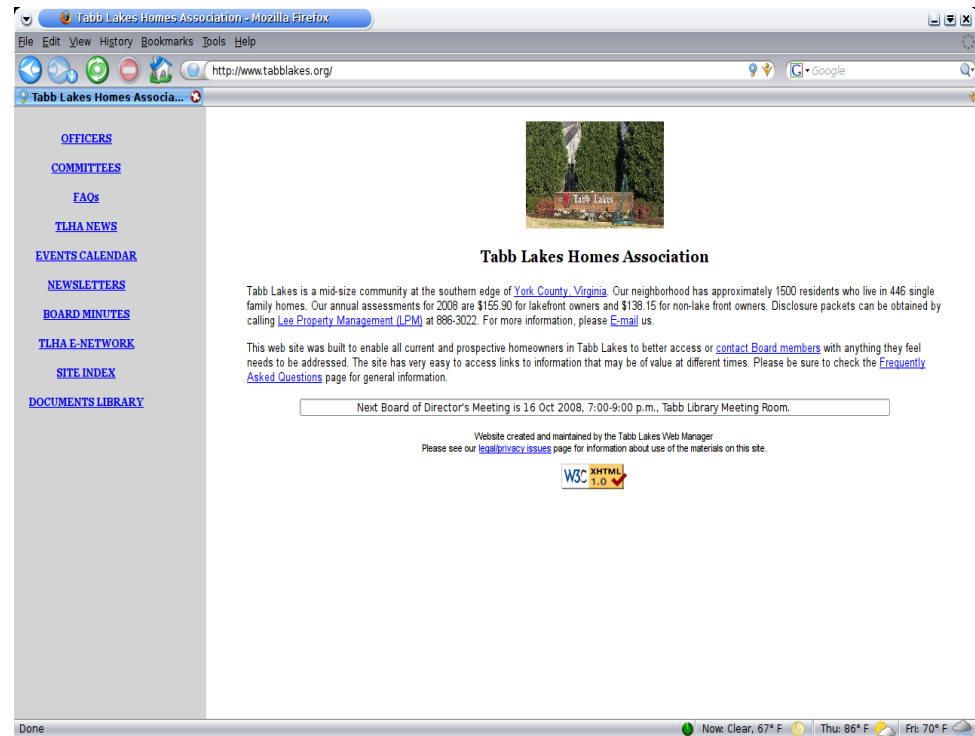 Tabb Lakes Homes Association - Mozilla Firefox
File Edit View History Bookmarks Tools Help
http://www.tabblakes.org/
G Google
Tabb Lakes Homes Associa...
OFFICERS
COMMITTEES
FAQs
TLHA NEWS
EVENTS CALENDAR
NEWSLETTERS
BOARD MINUTES
TLHA E-NETWORK
SITE INDEX
DOCUMENTS LIBRARY
Tabb Lakes
Tabb Lakes Homes Association
Tabb Lakes is a mid-size community at the southern edge of York County, Virginia. Our neighborhood has approximately 1500 residents who live in 446 single
family homes. Our annual assessments for 2008 are $155.90 for lakefront owners and $138.15 for non-lake front owners. Disclosure packets can be obtained by
calling Lee Property Management (LPM) at 886-3022. For more information, please E-mail us.
This web site was built to enable all current and prospective homeowners in Tabb Lakes to better access or contact Board members with anything they feel
needs to be addressed. The site has very easy to access links to information that may be of value at different times. Please be sure to check the Frequently
Asked Questions page for general information.
Next Board of Director's Meeting is 16 Oct 2008, 7:00-9:00 p.m., Tabb Library Meeting Room.
Website created and maintained by the Tabb Lakes Web Manager
Please see our legal/privacy issues page for information about use of the materials on this site.
W3C XHTML
1.0
Done
Now: Clear, 67° F
Thu: 86° F
Fri: 70° F